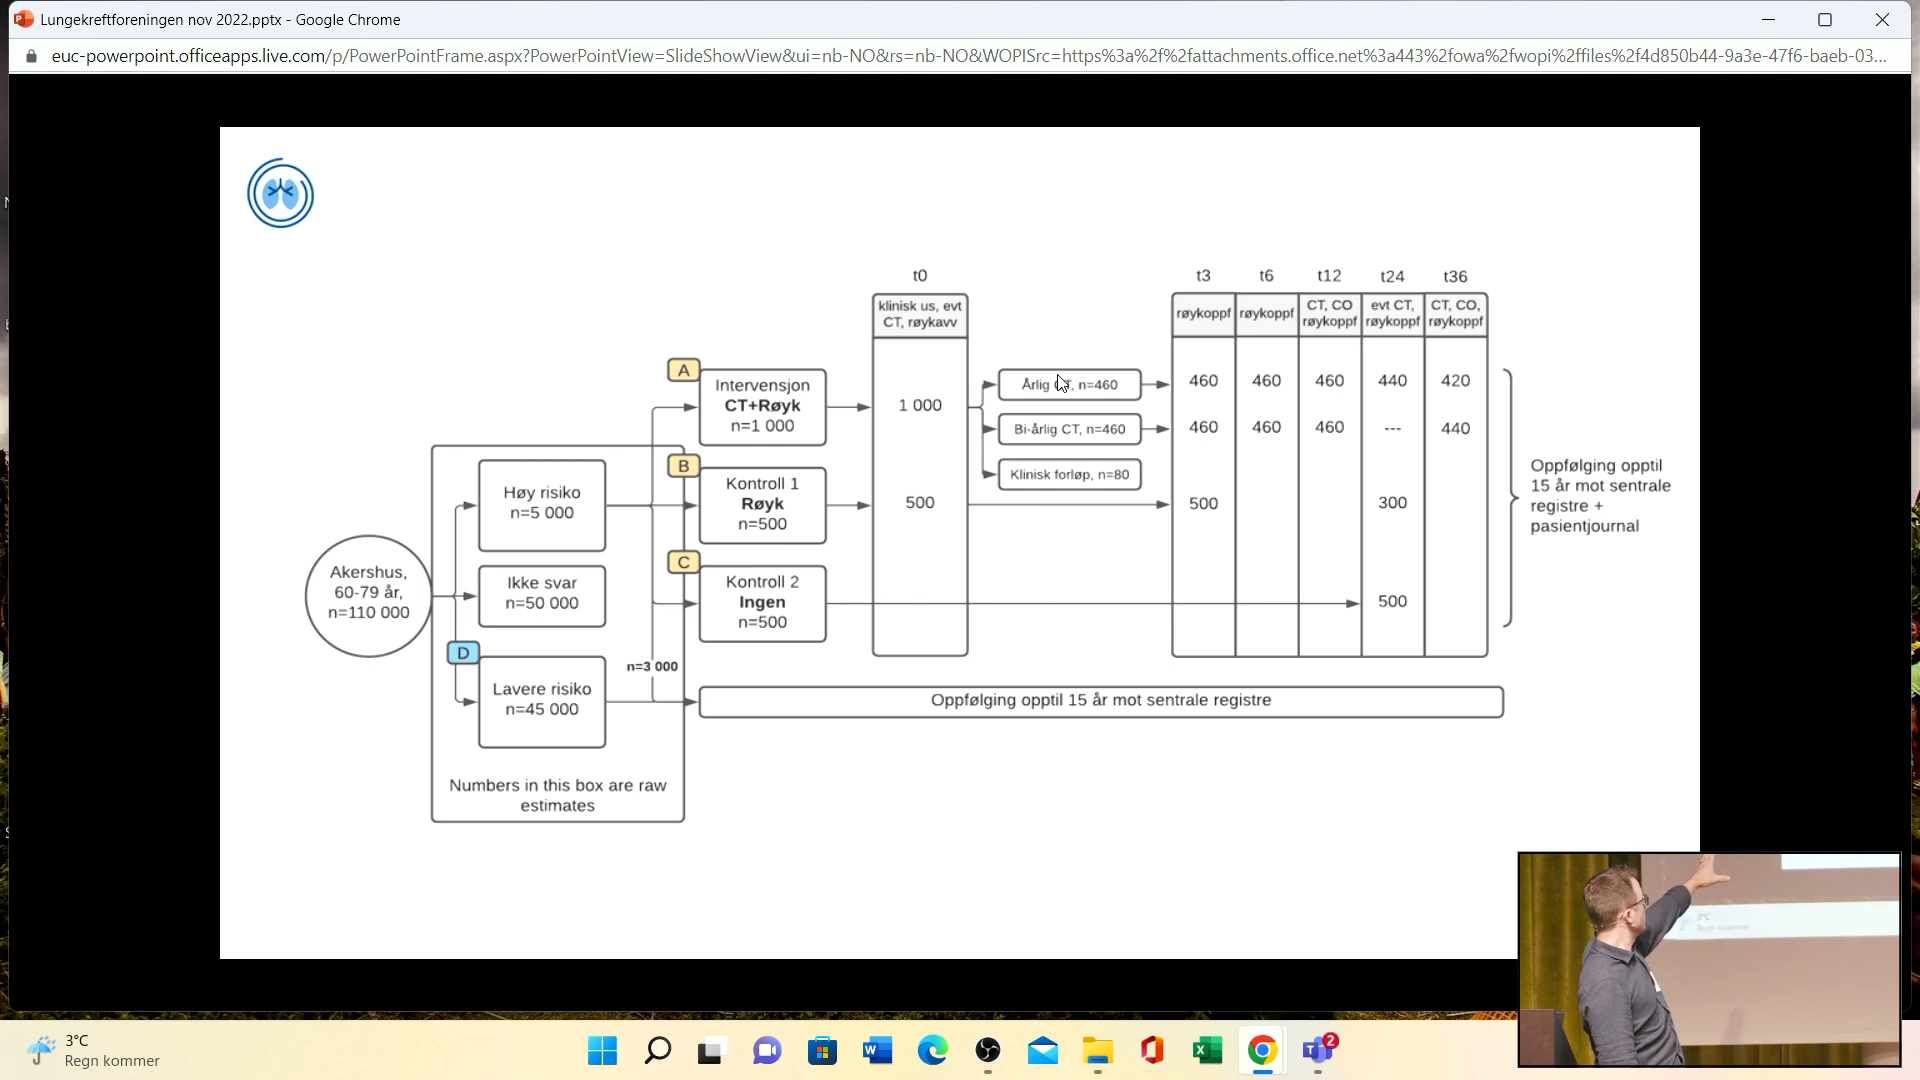 Lungekreftforeningen nov 2022.pptx - Google Chrome
euc-powerpoint.officeapps.live.com/p/PowerPointFrame.aspx?PowerPointView=SlideShowView&ui=nb-NO&rs=nb-NO&WOPISrc=https%3a%2f%2fattachments.office.net%3a443%2fowa%2fwopi%2ffiles%2f4d850b44-9a3e-47f6-baeb-03...
t0
t3 t6 t12 t24 t36
klinisk us, evt
CT, røykavv
røykoppf
røykoppf
CT, CO
røykoppf
evt CT,
røykoppf
CT, CO,
røykoppf
A
Intervensjon
CT+Røyk
n=1 000
1 000
Årlig CT, n=460
460 460 460 440 420
Bi-årlig CT, n=460
460 460 460 --- 440
Klinisk forløp, n=80
B
Kontroll 1
Røyk
n=500
500
500 300
C
Kontroll 2
Ingen
n=500
500
Høy risiko
n=5 000
Akershus,
60-79 år,
n=110 000
Ikke svar
n=50 000
D
Lavere risiko
n=45 000
n=3 000
Oppfølging opptil 15 år mot sentrale registre
Oppfølging opptil
15 år mot sentrale
registre +
pasientjournal
Numbers in this box are raw
estimates
3°C
Regn kommer
2
3°C
Regn kommer